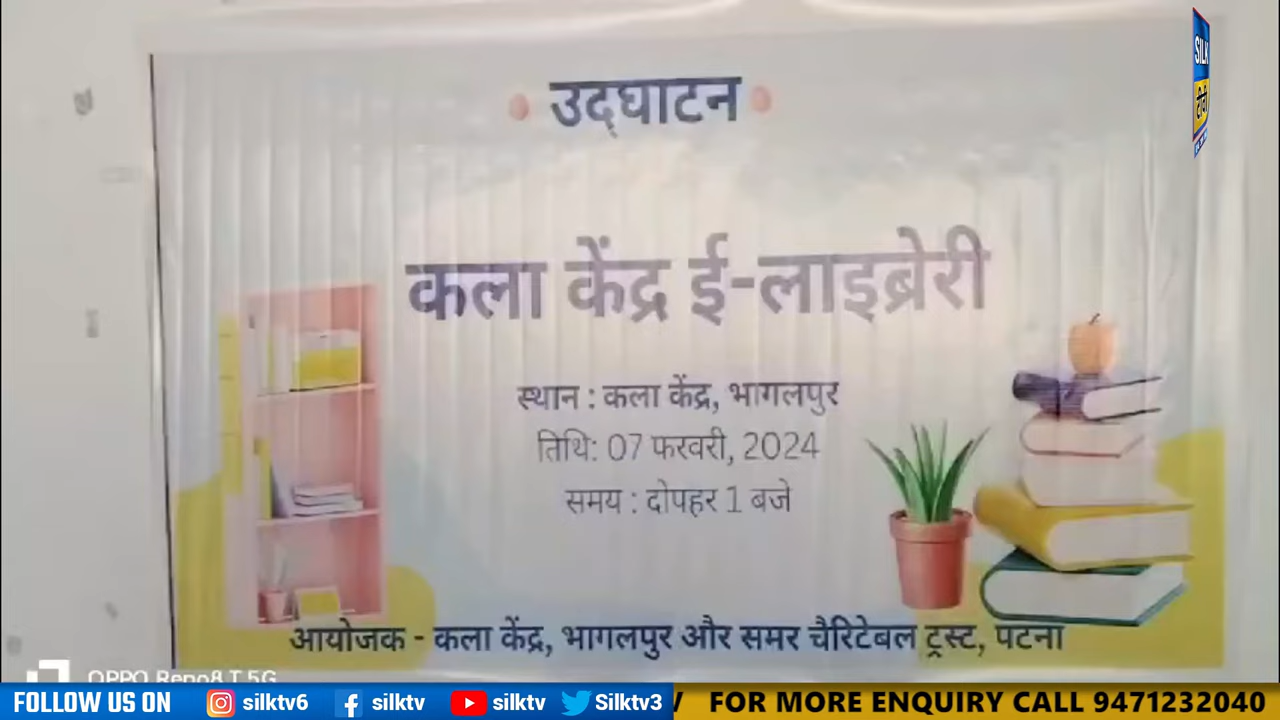 SILK
टीवी
उद्घाटन
कला केंद्र ई-लाइब्रेरी
स्थान : कला केंद्र, भागलपुर
तिथि: 07 फरवरी, 2024
समय : दोपहर 1 बजे
आयोजक - कला केंद्र, भागलपुर और समर चैरिटेबल ट्रस्ट, पटना
OPPO Reno8 T 5G
FOLLOW US ON silktv6 silktv silktv Silktv3 V FOR MORE ENQUIRY CALL 9471232040